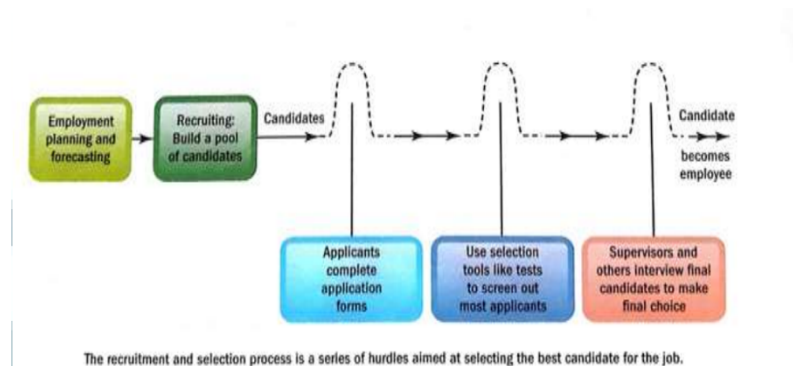 Employment
planning and
forecasting
Recruiting:
Build a pool
of candidates
Candidates
Candidate
becomes
employee
Applicants
complete
application
forms
Use selection
tools like tests
to screen out
most applicants
Supervisors and
others interview final
candidates to make
final choice
The recruitment and selection process is a series of hurdles aimed at selecting the best candidate for the job.